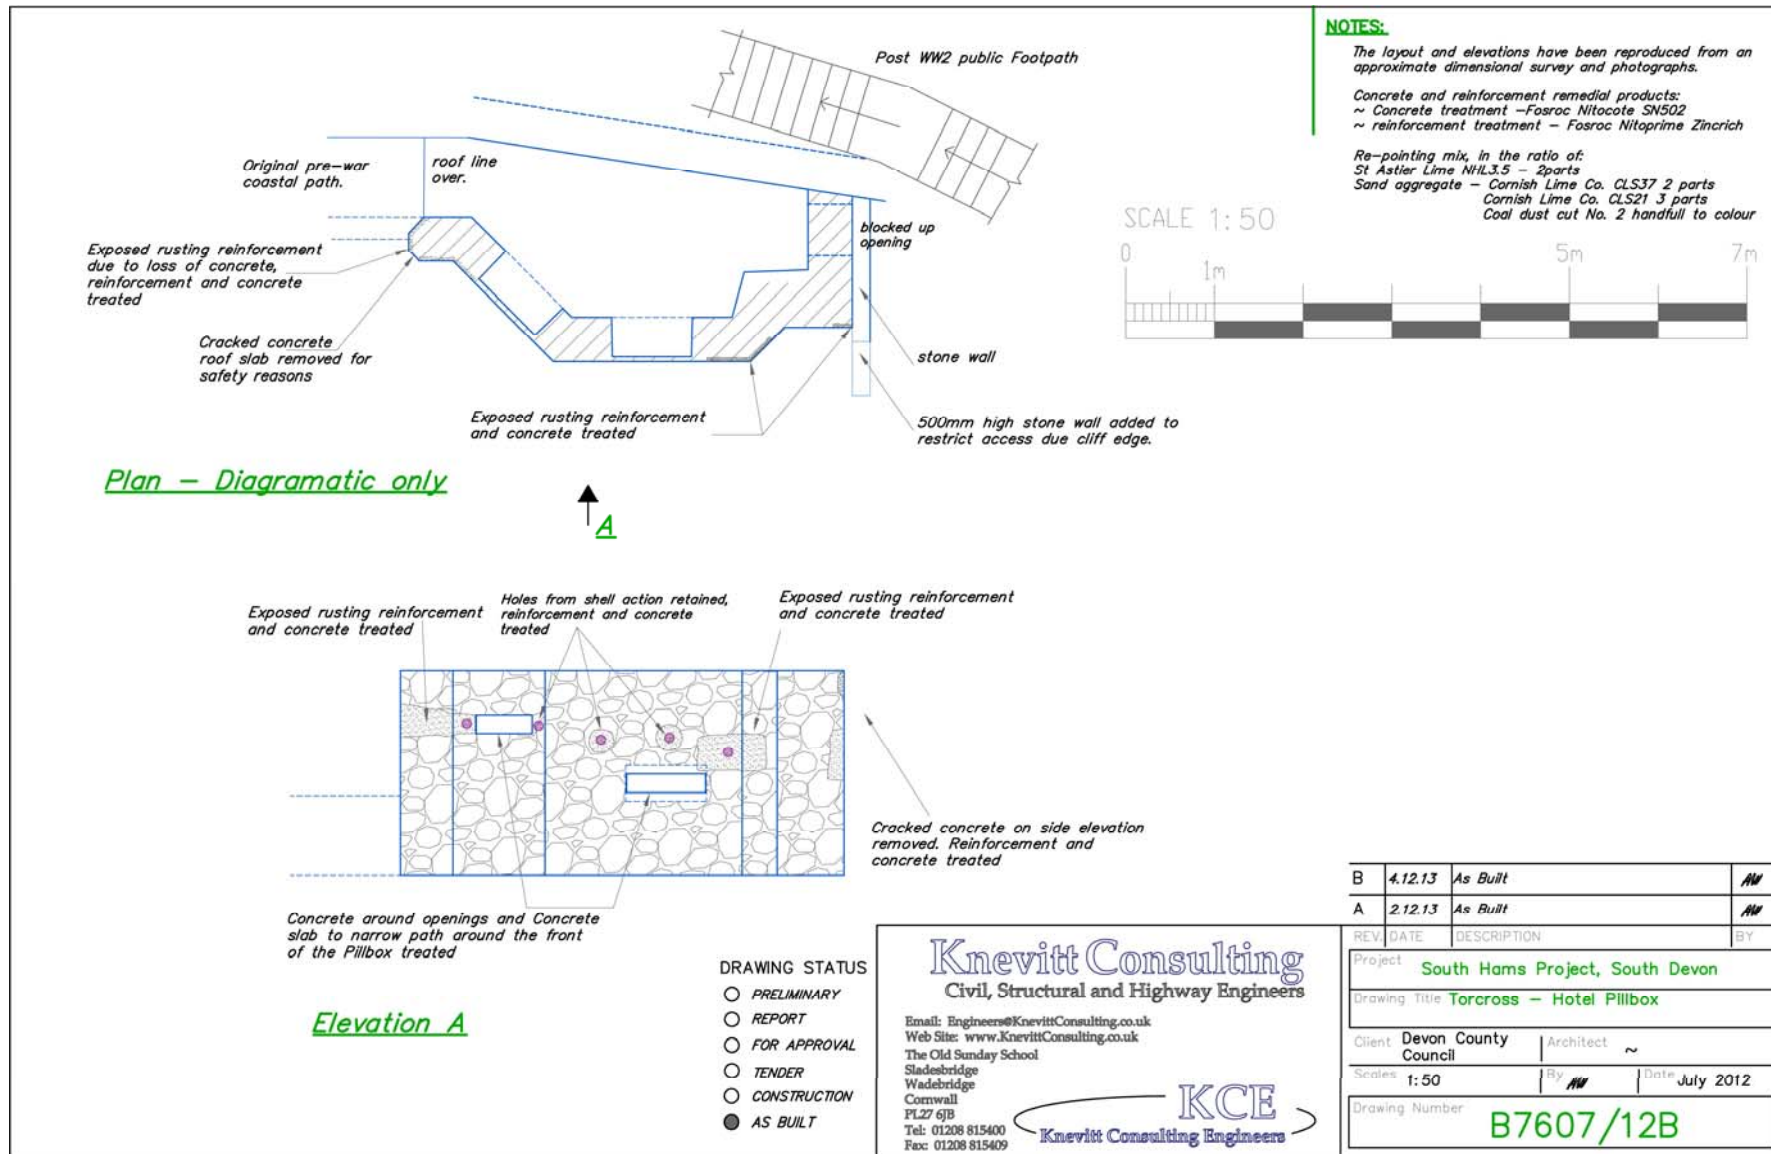 Post WW2 public Footpath
Original pre-war
coastal path.
roof line
over.
Exposed rusting reinforcement
due to loss of concrete,
reinforcement and concrete
treated
Cracked concrete
roof slab removed for
safety reasons
Exposed rusting reinforcement
and concrete treated
blocked up
opening
stone wall
500mm high stone wall added to
restrict access due cliff edge.
Plan – Diagramatic only
A
NOTES:
The layout and elevations have been reproduced from an
approximate dimensional survey and photographs.
Concrete and reinforcement remedial products:
~ Concrete treatment –Fosroc Nitocote SN502
~ reinforcement treatment – Fosroc Nitoprime Zincrich
Re-pointing mix, in the ratio of:
St Astier Lime NHL3.5 – 2parts
Sand aggregate – Cornish Lime Co. CLS37 2 parts
Cornish Lime Co. CLS21 3 parts
Coal dust cut No. 2 handfull to colour
SCALE 1:50
0 1m 5m 7m
Exposed rusting reinforcement
and concrete treated
Holes from shell action retained,
reinforcement and concrete
treated
Exposed rusting reinforcement
and concrete treated
Cracked concrete on side elevation
removed. Reinforcement and
concrete treated
Concrete around openings and Concrete
slab to narrow path around the front
of the Pillbox treated
Elevation A
DRAWING STATUS
PRELIMINARY
REPORT
FOR APPROVAL
TENDER
CONSTRUCTION
AS BUILT
Knevitt Consulting
Civil, Structural and Highway Engineers
Email: Engineers@KnevittConsulting.co.uk
Web Site: www.KnevittConsulting.co.uk
The Old Sunday School
Sladesbridge
Wadebridge
Cornwall
PL27 6JB
Tel: 01208 815400
Fax: 01208 815409
KCE
Knevitt Consulting Engineers
B 4.12.13 As Built
A 2.12.13 As Built
REV. DATE DESCRIPTION BY
Project South Hams Project, South Devon
Drawing Title Torcross – Hotel Pillbox
Client Devon County
Council
Architect ~
Scales 1:50 By Date July 2012
Drawing Number
B7607/12B